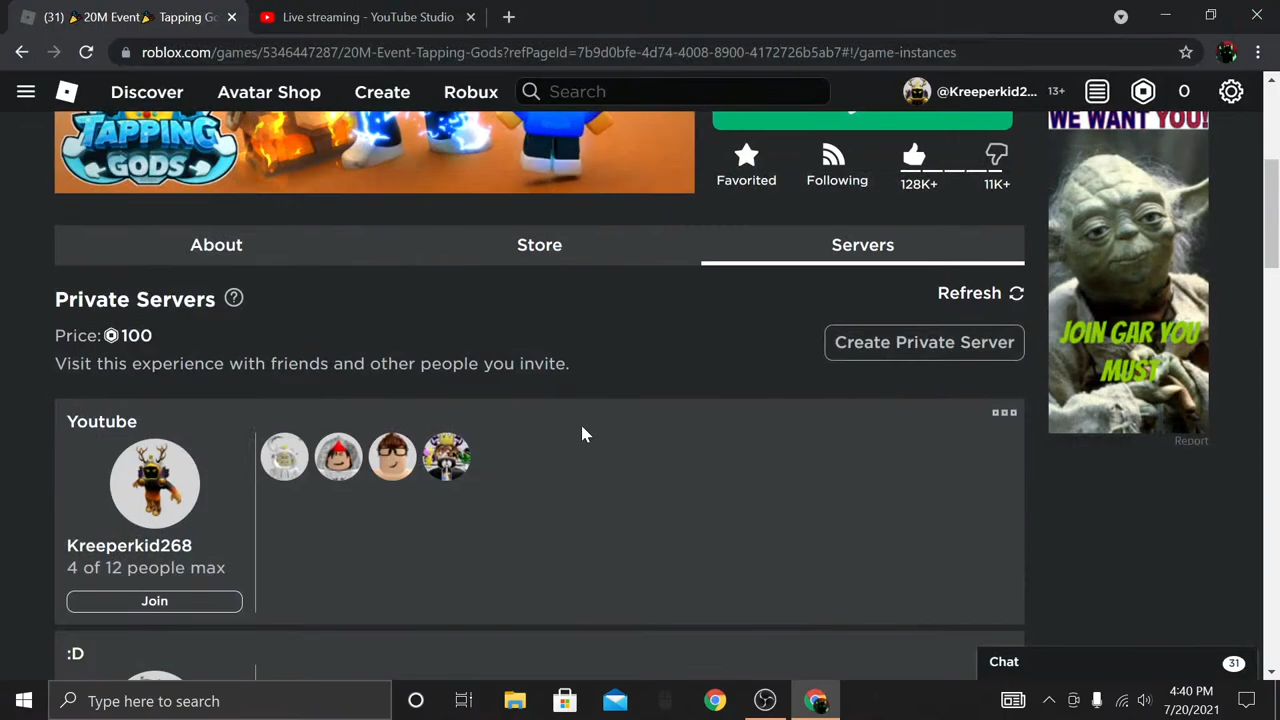 (31) 🎉20M Event🎉 Tapping Go
Live streaming - YouTube Studio
roblox.com/games/5346447287/20M-Event-Tapping-Gods?refPageId=7b9d0bfe-4d74-4008-8900-4172726b5ab7#!/game-instances
Discover
Avatar Shop
Create
Robux
Search
@Kreeperkid2...
13+
0
TAPPING
GODS
Favorited
Following
128K+
11K+
WE WANT YOU!
JOIN GAR YOU
MUST
Report
About
Store
Servers
Private Servers
Refresh
Price: 100
Create Private Server
Visit this experience with friends and other people you invite.
Youtube
Kreeperkid268
4 of 12 people max
Join
:D
Chat
31
Type here to search
4:40 PM
7/20/2021